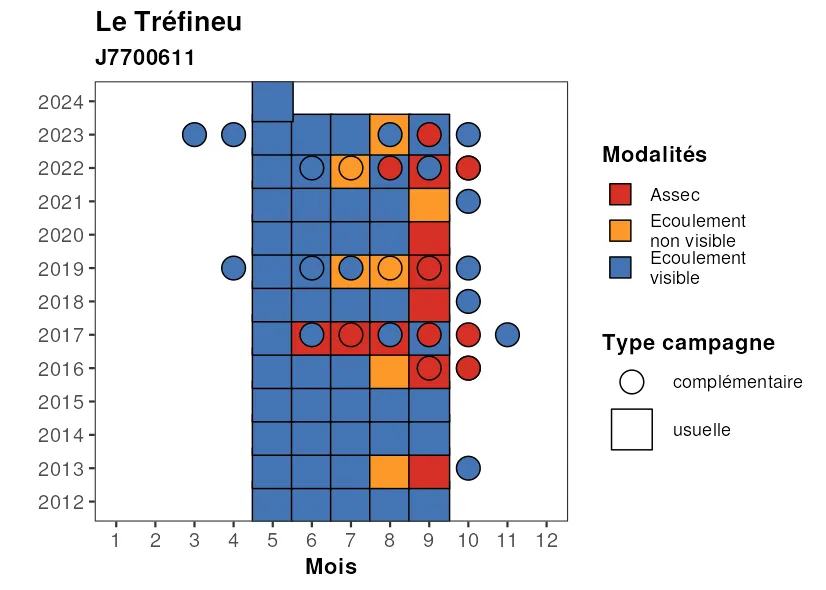 Le Tréfineu
J7700611
2024
2023
2022
2021
2020
2019
2018
2017
2016
2015
2014
2013
2012
1 2 3 4 5 6 7 8 9 10 11 12
Mois
Modalités
Assec
Ecoulement
non visible
Ecoulement
visible
Type campagne
complémentaire
usuelle